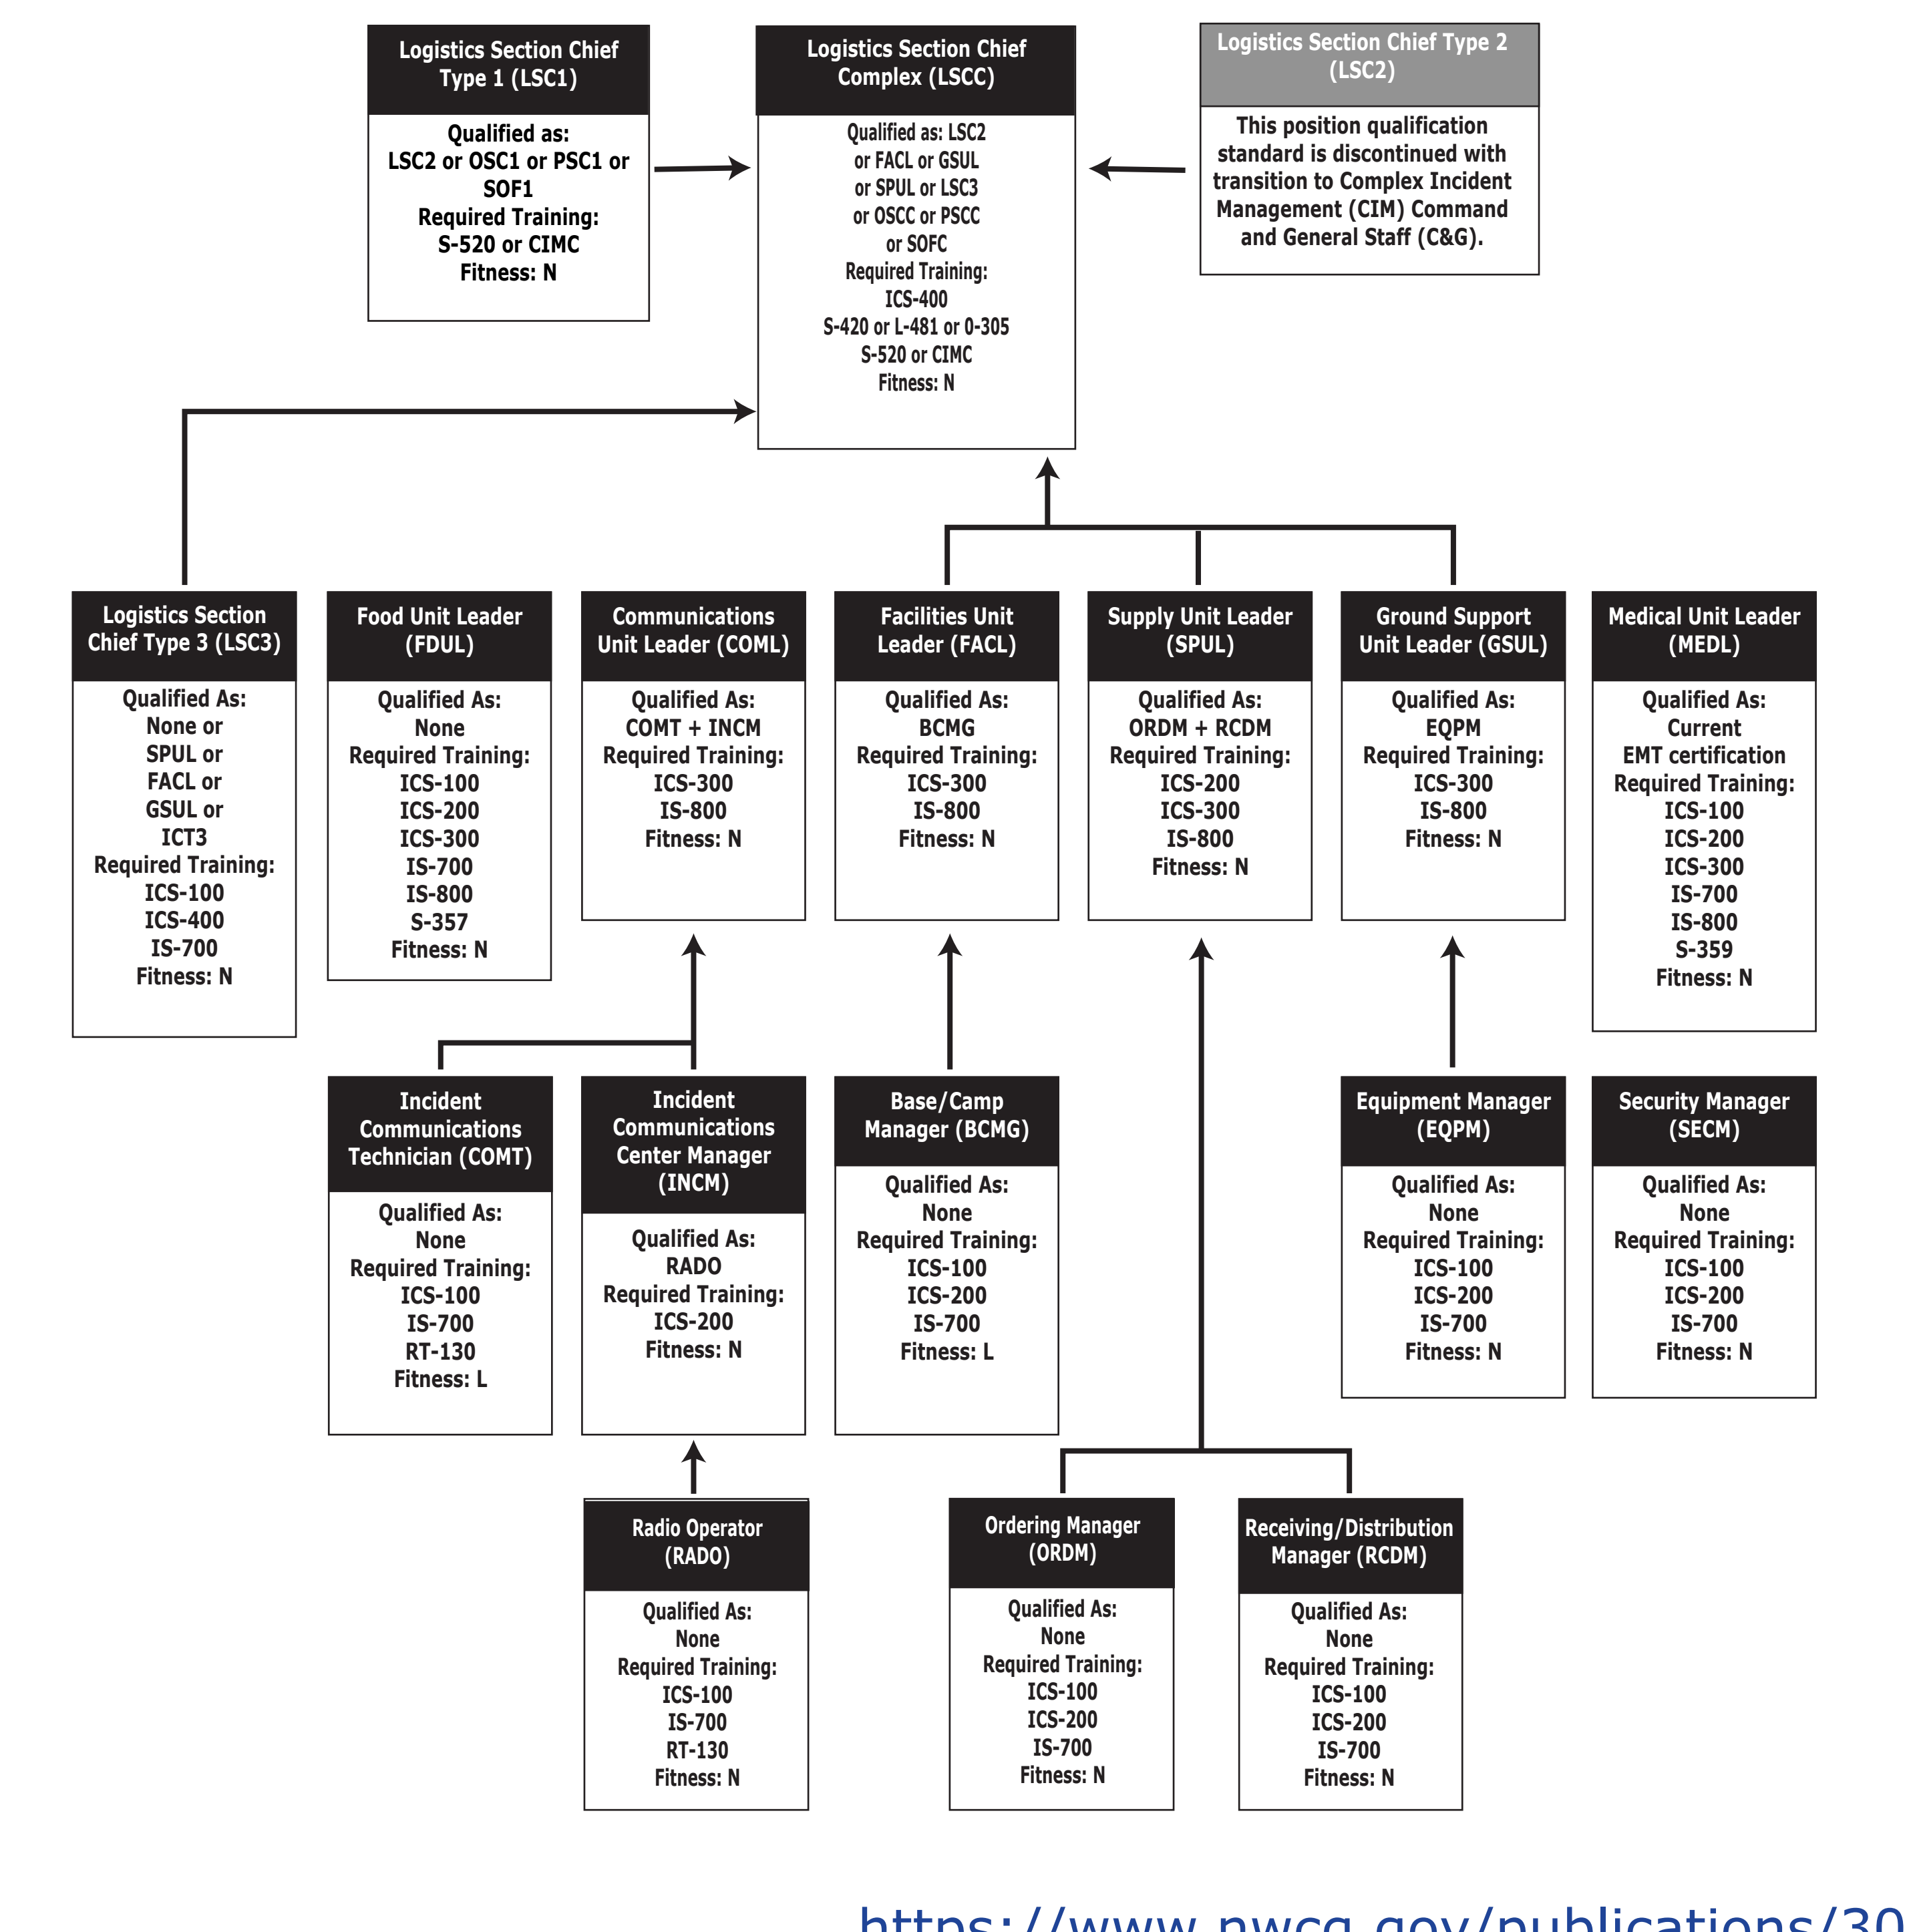 Logistics Section Chief
Type 1 (LSC1)
Qualified as:
LSC2 or OSC1 or PSC1 or
SOF1
Required Training:
S-520 or CIMC
Fitness: N
Logistics Section Chief
Complex (LSCC)
Qualified as: LSC2
or FACL or GSUL
or SPUL or LSC3
or OSCC or PSCC
or SOFC
Required Training:
ICS-400
S-420 or L-481 or 0-305
S-520 or CIMC
Fitness: N
Logistics Section Chief Type 2
(LSC2)
This position qualification
standard is discontinued with
transition to Complex Incident
Management (CIM) Command
and General Staff (C&G).
Logistics Section
Chief Type 3 (LSC3)
Qualified As:
None or
SPUL or
FACL or
GSUL or
ICT3
Required Training:
ICS-100
ICS-400
IS-700
Fitness: N
Food Unit Leader
(FDUL)
Qualified As:
None
Required Training:
ICS-100
ICS-200
ICS-300
IS-700
IS-800
S-357
Fitness: N
Communications
Unit Leader (COML)
Qualified As:
COMT + INCM
Required Training:
ICS-300
IS-800
Fitness: N
Facilities Unit
Leader (FACL)
Qualified As:
BCMG
Required Training:
ICS-300
IS-800
Fitness: N
Supply Unit Leader
(SPUL)
Qualified As:
ORDM + RCDM
Required Training:
ICS-200
ICS-300
IS-800
Fitness: N
Ground Support
Unit Leader (GSUL)
Qualified As:
EQPM
Required Training:
ICS-300
IS-800
Fitness: N
Medical Unit Leader
(MEDL)
Qualified As:
Current
EMT certification
Required Training:
ICS-100
ICS-200
ICS-300
IS-700
IS-800
S-359
Fitness: N
Incident
Communications
Technician (COMT)
Qualified As:
None
Required Training:
ICS-100
IS-700
RT-130
Fitness: L
Incident
Communications
Center Manager
(INCM)
Qualified As:
RADO
Required Training:
ICS-200
Fitness: N
Base/Camp
Manager (BCMG)
Qualified As:
None
Required Training:
ICS-100
ICS-200
IS-700
Fitness: L
Equipment Manager
(EQPM)
Qualified As:
None
Required Training:
ICS-100
ICS-200
IS-700
Fitness: N
Security Manager
(SECM)
Qualified As:
None
Required Training:
ICS-100
ICS-200
IS-700
Fitness: N
Radio Operator
(RADO)
Qualified As:
None
Required Training:
ICS-100
IS-700
RT-130
Fitness: N
Ordering Manager
(ORDM)
Qualified As:
None
Required Training:
ICS-100
ICS-200
IS-700
Fitness: N
Receiving/Distribution
Manager (RCDM)
Qualified As:
None
Required Training:
ICS-100
ICS-200
IS-700
Fitness: N
https://www.nwcg.gov/publications/30